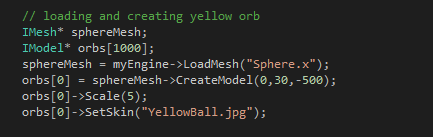 // loading and creating yellow orb
IMesh* sphereMesh;
IModel* orbs[1000];
sphereMesh = myEngine->LoadMesh("Sphere.x");
orbs[0] = sphereMesh->CreateModel(0,30,-500);
orbs[0]->Scale(5);
orbs[0]->SetSkin("YellowBall.jpg");